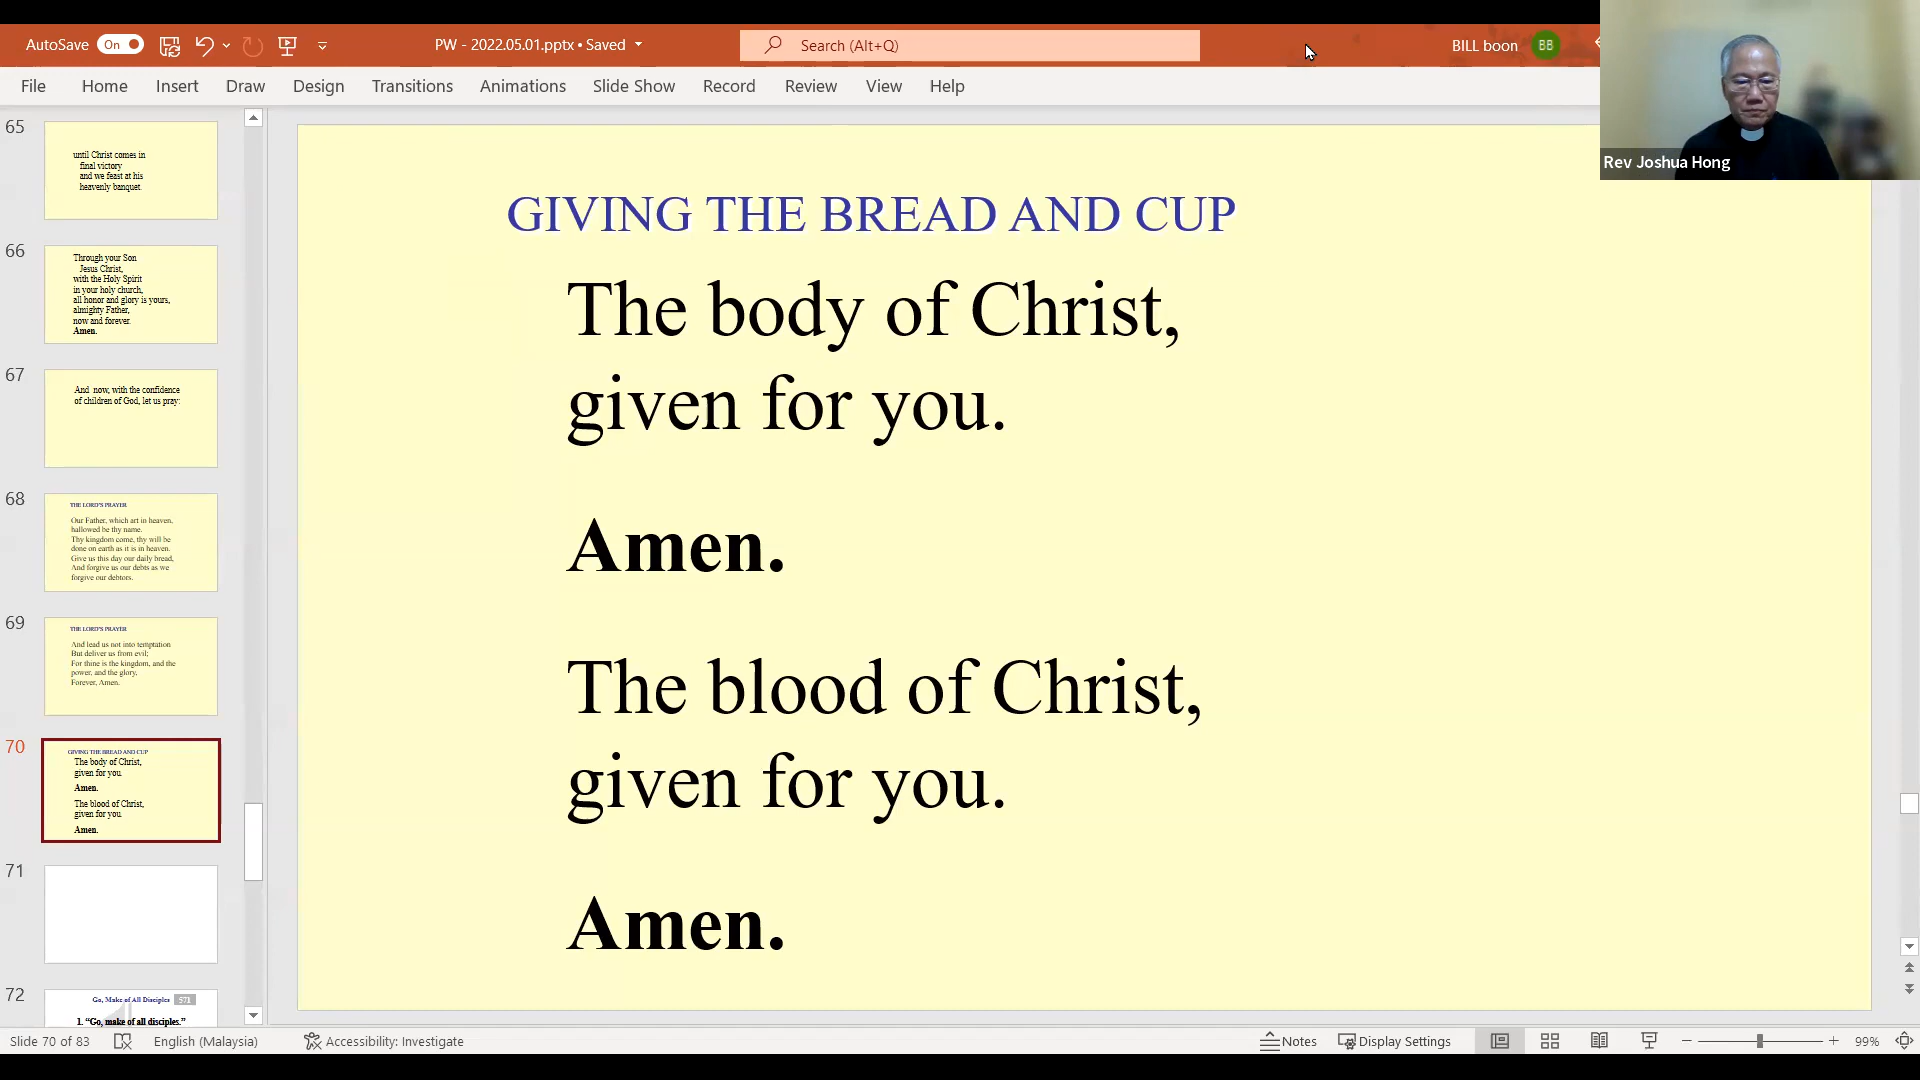 AutoSave On PW - 2022.05.01.pptx • Saved Search (Alt+Q) BILL boon BB
File Home Insert Draw Design Transitions Animations Slide Show Record Review View Help
Rev Joshua Hong
65
until Christ comes in
final victory
and we feast at his
heavenly banquet.
66
Through your Son
Jesus Christ,
with the Holy Spirit
in your holy church,
all honor and glory is yours,
almighty Father,
now and forever.
Amen.
67
And now, with the confidence
of children of God, let us pray:
68
THE LORD'S PRAYER
Our Father, which art in heaven,
hallowed be thy name.
Thy kingdom come, thy will be
done on earth as it is in heaven.
Give us this day our daily bread,
And forgive us our debts as we
forgive our debtors.
69
THE LORD'S PRAYER
And lead us not into temptation
But deliver us from evil;
For thine is the kingdom, and the
power, and the glory,
Forever, Amen.
70
GIVING THE BREAD AND CUP
The body of Christ,
given for you.
Amen.
The blood of Christ,
given for you.
Amen.
71
72
Go, Make of All Disciples 571
1. “Go, make of all disciples.”
GIVING THE BREAD AND CUP
The body of Christ,
given for you.
Amen.
The blood of Christ,
given for you.
Amen.
Slide 70 of 83 English (Malaysia) Accessibility: Investigate Notes Display Settings 99%